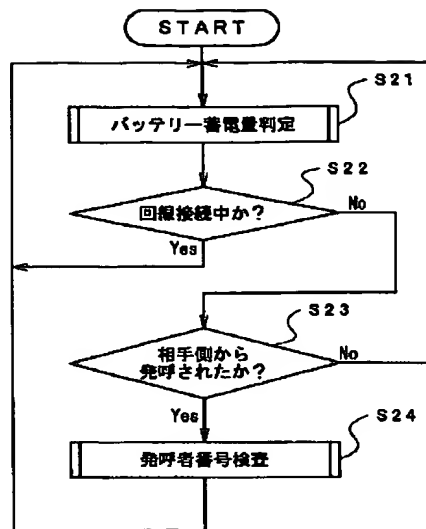 START
S21
バッテリー蓄電量判定
S22
回線接続中か?
No
Yes
S23
相手側から
発呼されたか?
No
Yes
S24
発呼者番号検査